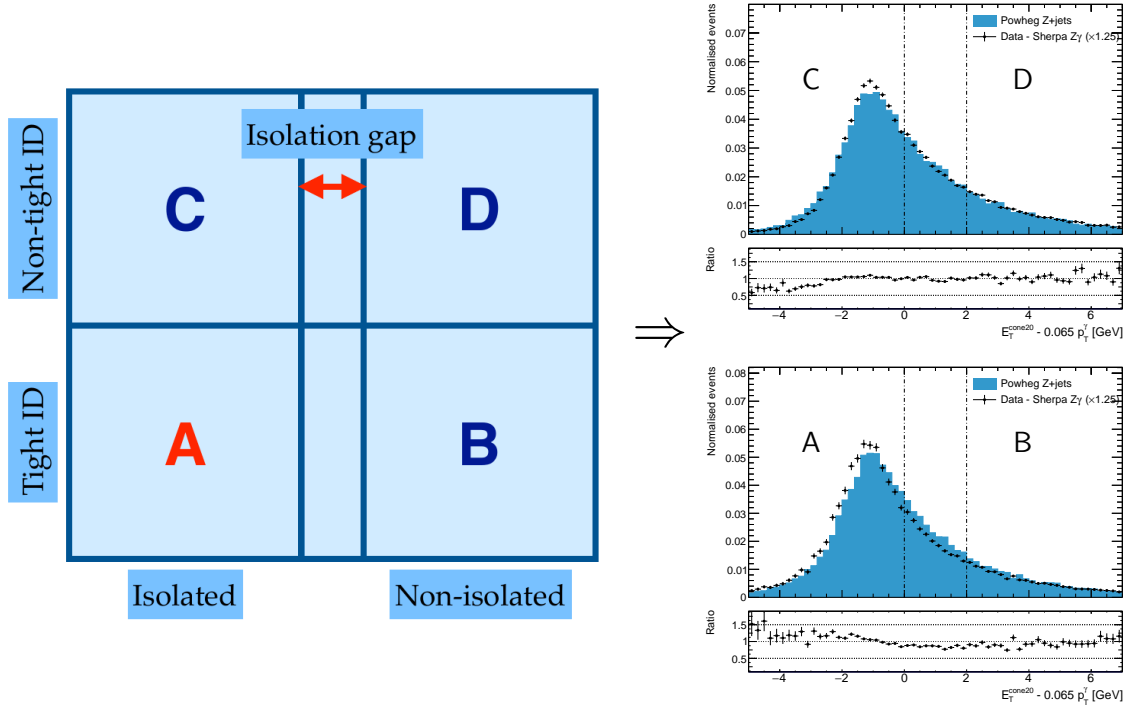 Non-tight ID
Tight ID
Isolation gap
C
D
A
B
Isolated
Non-isolated
⇒
Normalised events
0.07
0.06
0.05
0.04
0.03
0.02
0.01
0
Powheg Z+jets
Data - Sherpa Zγ (×1.25)
C
D
Ratio
1.5
1
0.5
−4 −2 0 2 4 6
E_T^cone20 - 0.065 p_T^γ [GeV]
Normalised events
0.08
0.07
0.06
0.05
0.04
0.03
0.02
0.01
0
Powheg Z+jets
Data - Sherpa Zγ (×1.25)
A
B
Ratio
1.5
1
0.5
−4 −2 0 2 4 6
E_T^cone20 - 0.065 p_T^γ [GeV]